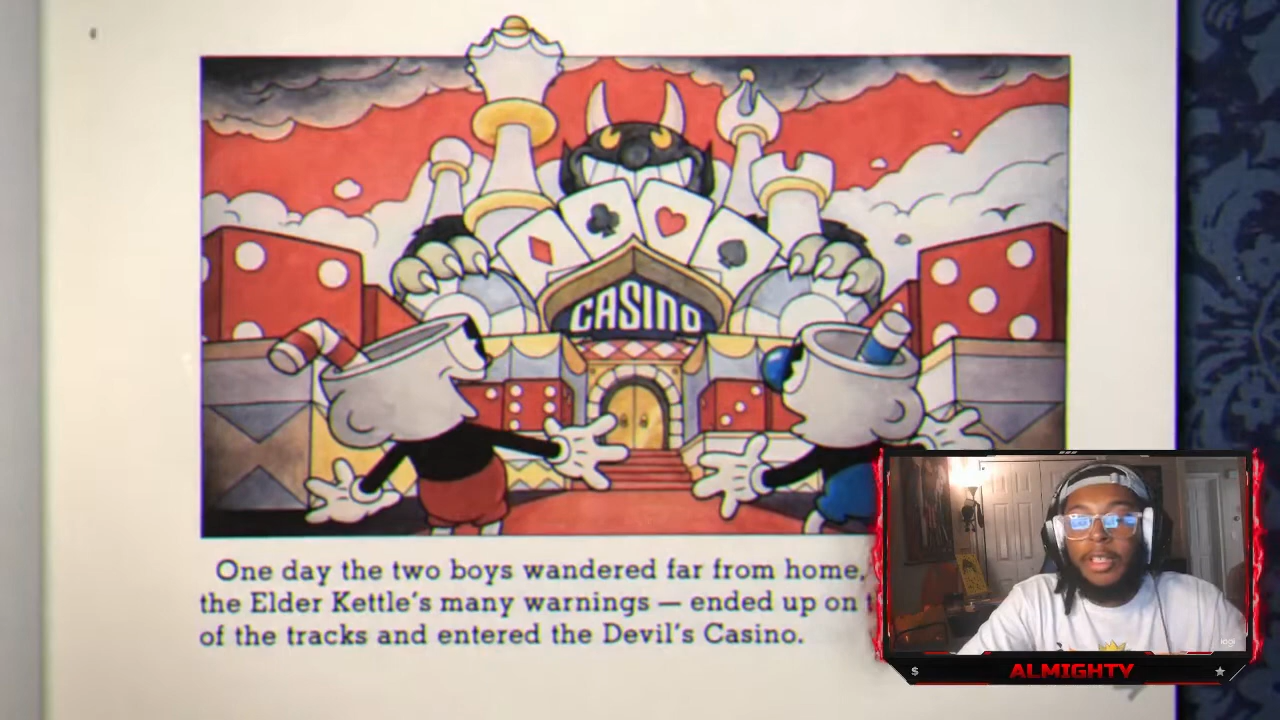 CASINO
One day the two boys wandered far from home,
the Elder Kettle's many warnings — ended up on
of the tracks and entered the Devil's Casino.
$ ALMIGHTY